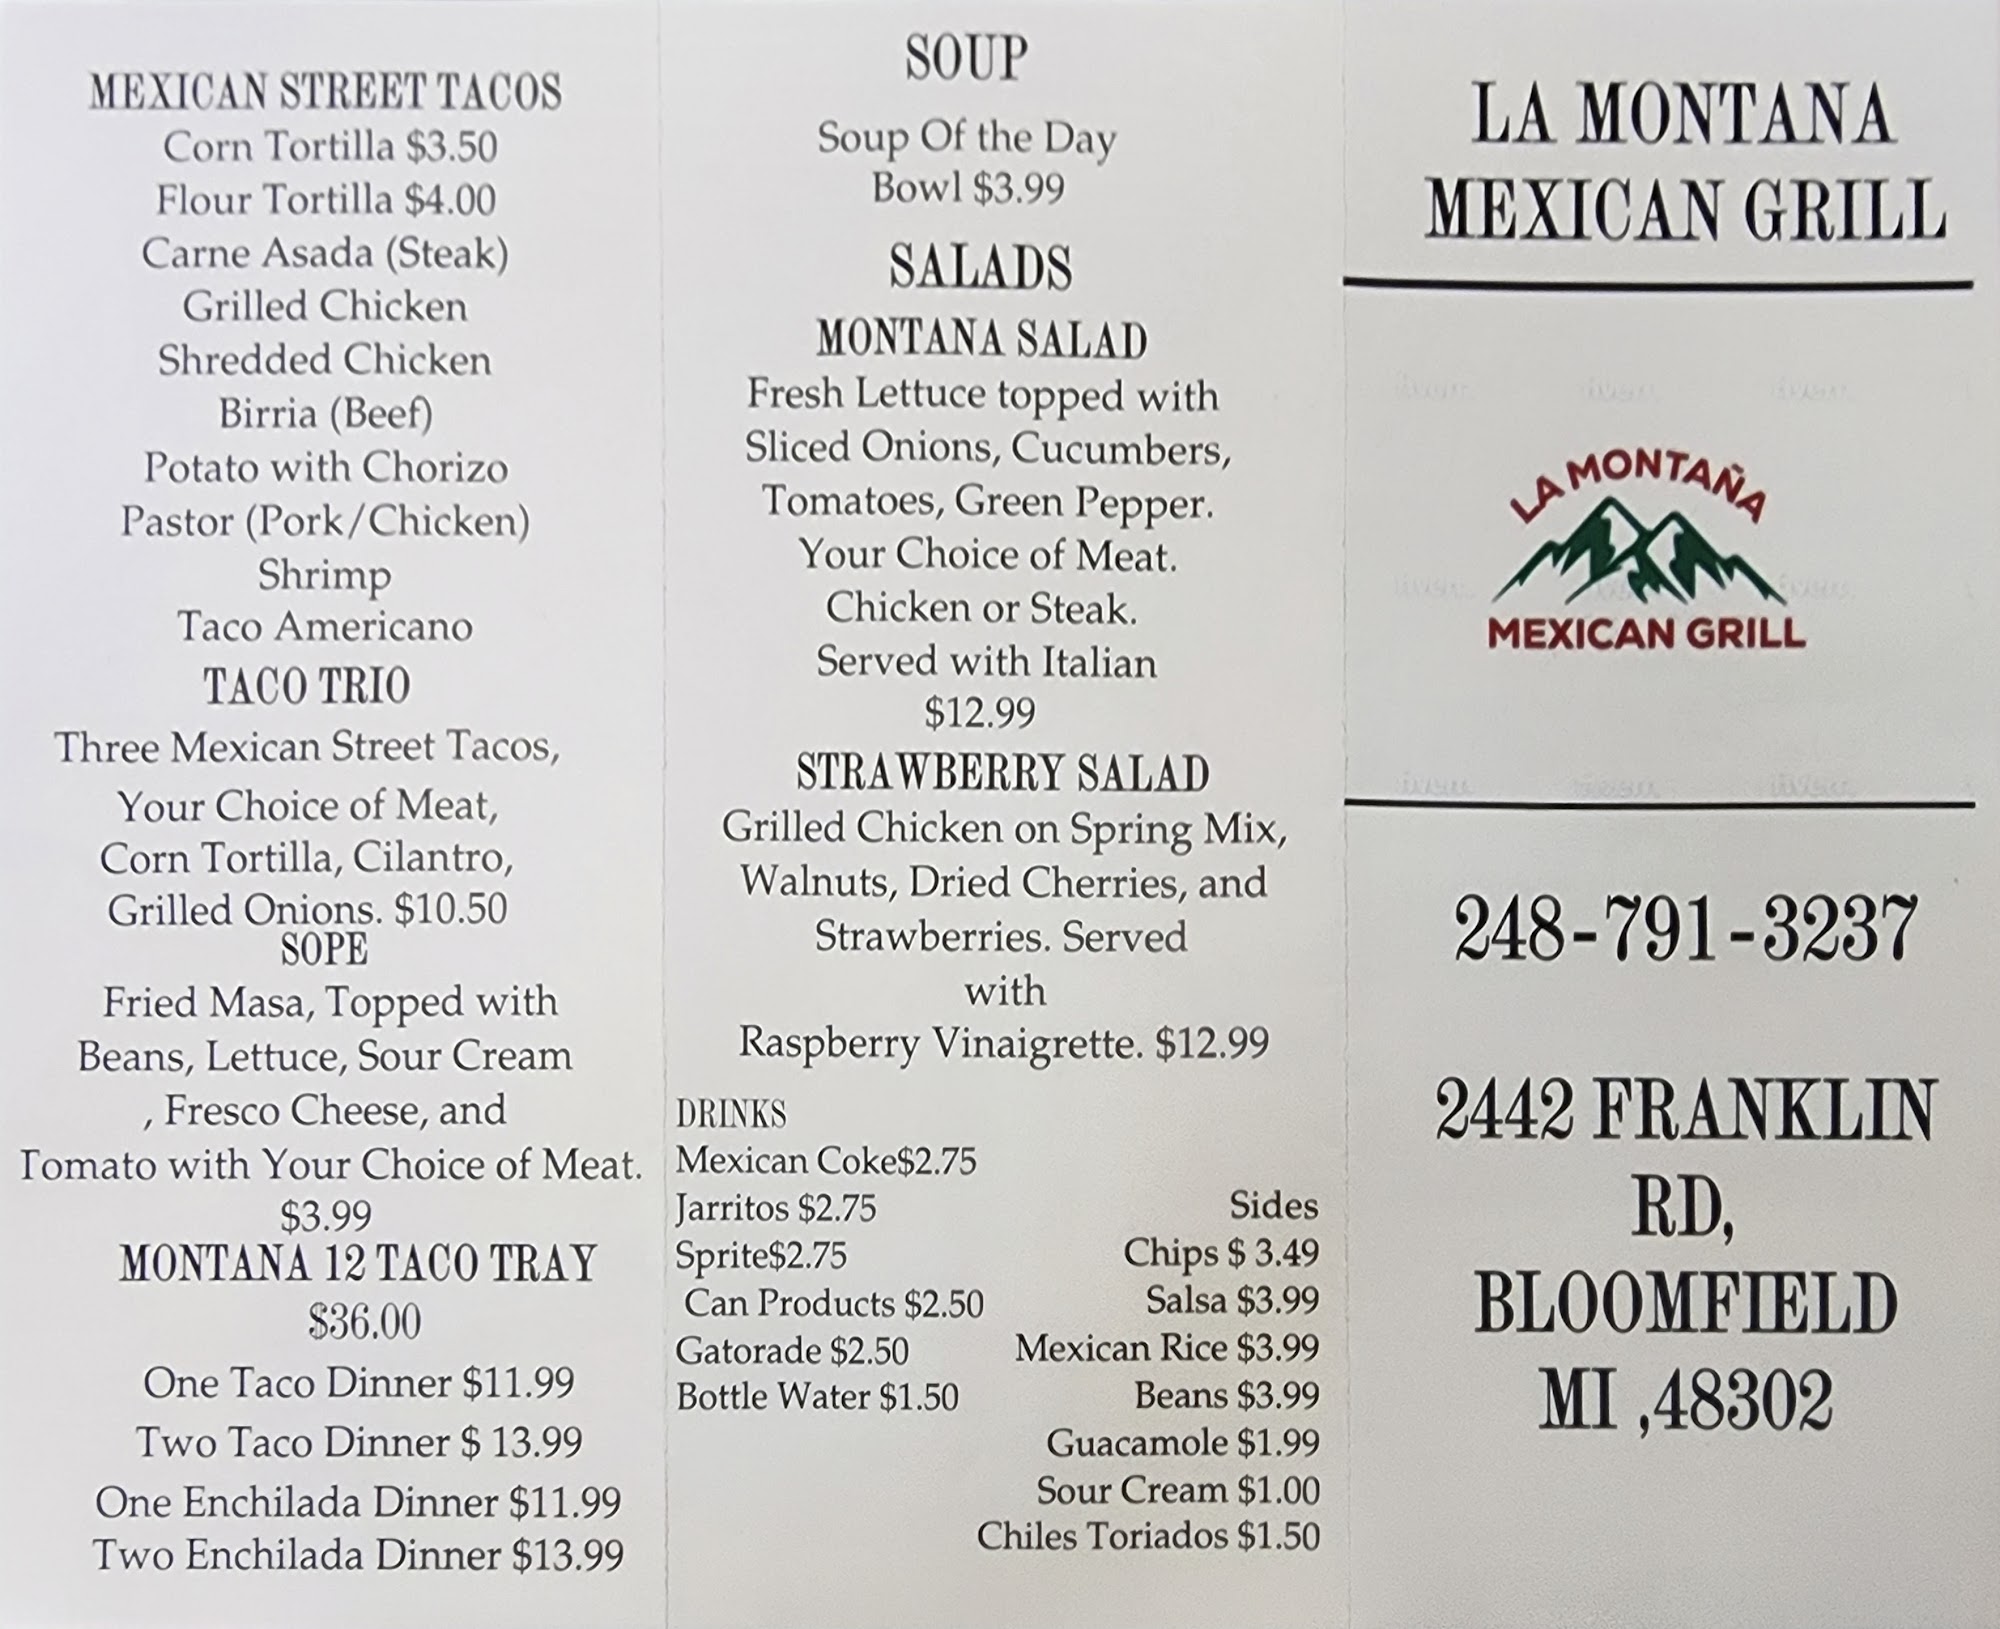 MEXICAN STREET TACOS
Corn Tortilla $3.50
Flour Tortilla $4.00
Carne Asada (Steak)
Grilled Chicken
Shredded Chicken
Birria (Beef)
Potato with Chorizo
Pastor (Pork/Chicken)
Shrimp
Taco Americano
TACO TRIO
Three Mexican Street Tacos,
Your Choice of Meat,
Corn Tortilla, Cilantro,
Grilled Onions. $10.50
SOPE
Fried Masa, Topped with
Beans, Lettuce, Sour Cream
, Fresco Cheese, and
Tomato with Your Choice of Meat.
$3.99
MONTANA 12 TACO TRAY
$36.00
One Taco Dinner $11.99
Two Taco Dinner $ 13.99
One Enchilada Dinner $11.99
Two Enchilada Dinner $13.99
SOUP
Soup Of the Day
Bowl $3.99
SALADS
MONTANA SALAD
Fresh Lettuce topped with
Sliced Onions, Cucumbers,
Tomatoes, Green Pepper.
Your Choice of Meat.
Chicken or Steak.
Served with Italian
$12.99
STRAWBERRY SALAD
Grilled Chicken on Spring Mix,
Walnuts, Dried Cherries, and
Strawberries. Served
with
Raspberry Vinaigrette. $12.99
DRINKS
Mexican Coke$2.75
Jarritos $2.75
Sprite$2.75
Can Products $2.50
Gatorade $2.50
Bottle Water $1.50
Sides
Chips $ 3.49
Salsa $3.99
Mexican Rice $3.99
Beans $3.99
Guacamole $1.99
Sour Cream $1.00
Chiles Toriados $1.50
LA MONTANA
MEXICAN GRILL
LA MONTAÑA
MEXICAN GRILL
248-791-3237
2442 FRANKLIN
RD,
BLOOMFIELD
MI ,48302